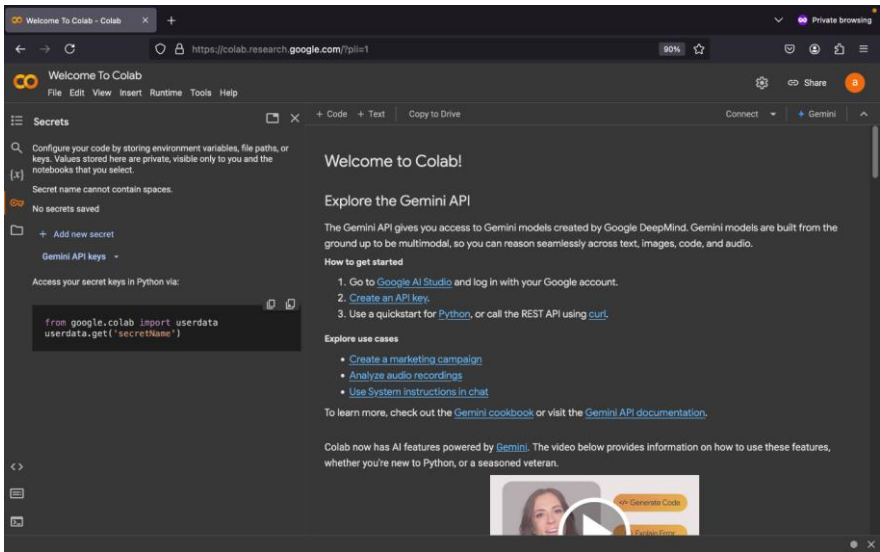 Welcome To Colab - Colab
Private browsing
https://colab.research.google.com/?pli=1
90%
Welcome To Colab
File Edit View Insert Runtime Tools Help
Share
a
Secrets
Configure your code by storing environment variables, file paths, or
keys. Values stored here are private, visible only to you and the
notebooks that you select.
Secret name cannot contain spaces.
No secrets saved
+ Add new secret
Gemini API keys
Access your secret keys in Python via:
from google.colab import userdata
userdata.get('secretName')
+ Code + Text Copy to Drive
Connect Gemini
Welcome to Colab!
Explore the Gemini API
The Gemini API gives you access to Gemini models created by Google DeepMind. Gemini models are built from the
ground up to be multimodal, so you can reason seamlessly across text, images, code, and audio.
How to get started
1. Go to Google AI Studio and log in with your Google account.
2. Create an API key.
3. Use a quickstart for Python, or call the REST API using curl.
Explore use cases
• Create a marketing campaign
• Analyze audio recordings
• Use System instructions in chat
To learn more, check out the Gemini cookbook or visit the Gemini API documentation.
Colab now has AI features powered by Gemini. The video below provides information on how to use these features,
whether you're new to Python, or a seasoned veteran.
</> Generate Code
Explain Error